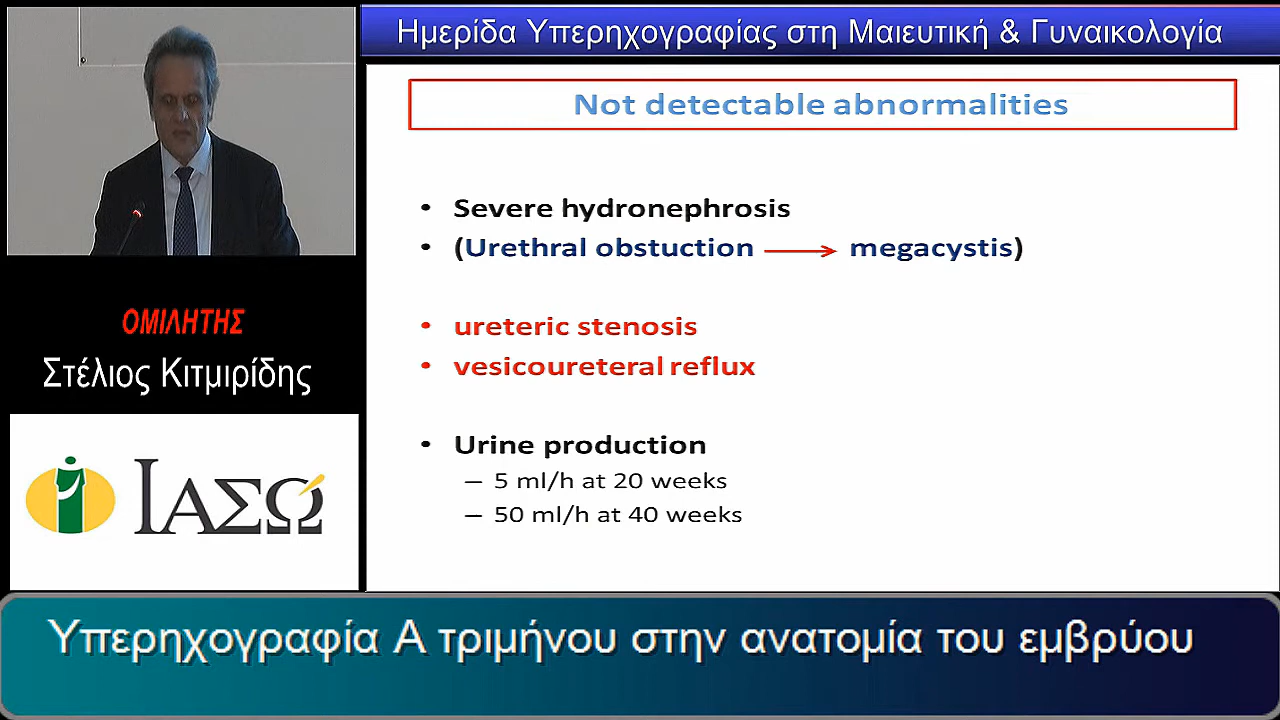 Ημερίδα Υπερηχογραφίας στη Μαιευτική & Γυναικολογία
Not detectable abnormalities
• Severe hydronephrosis
• (Urethral obstuction → megacystis)
• ureteric stenosis
• vesicoureteral reflux
• Urine production
– 5 ml/h at 20 weeks
– 50 ml/h at 40 weeks
ΟΜΙΛΗΤΗΣ
Στέλιος Κιτμιρίδης
ΙΑΣΩ
Υπερηχογραφία Α τριμήνου στην ανατομία του εμβρύου